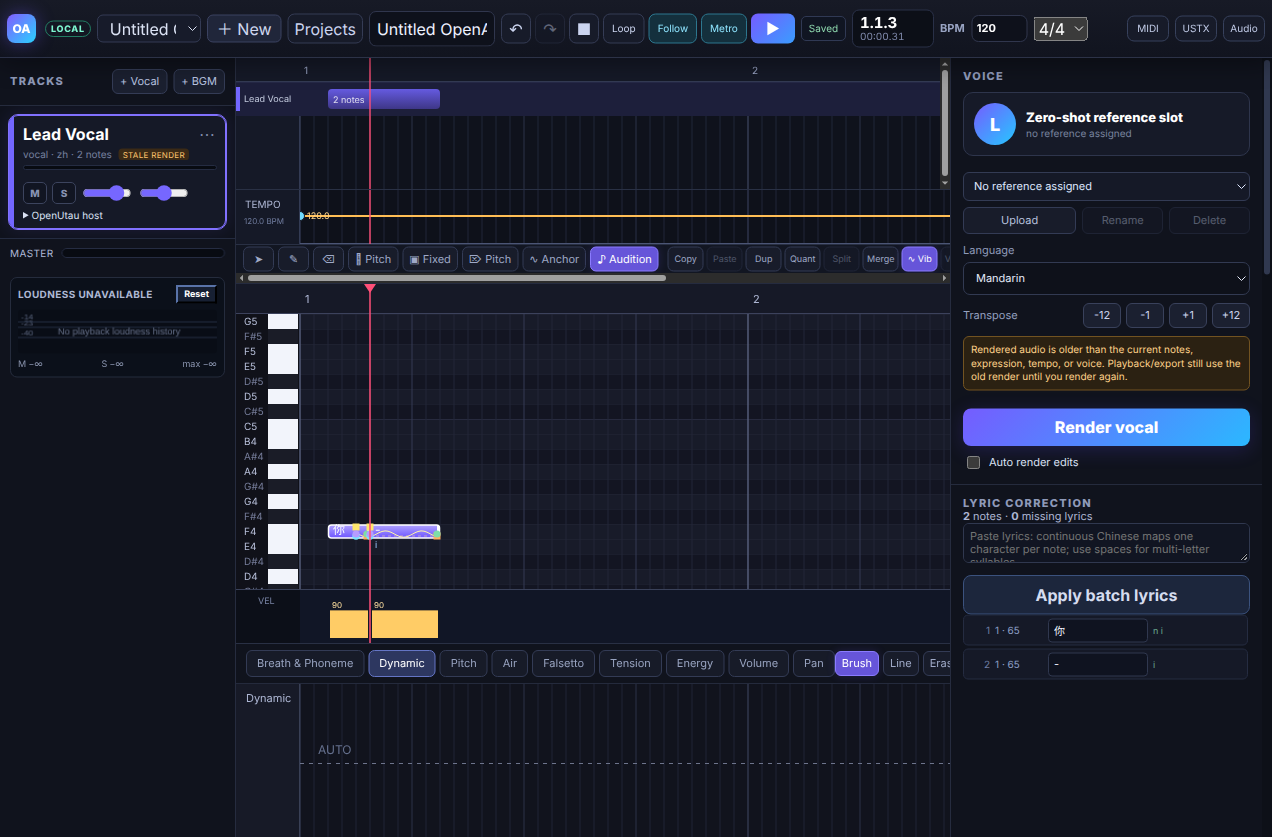 OA LOCAL Untitled ( + New Projects Untitled OpenA Loop Follow Metro Saved 1.1.3 00:00.31 BPM 120 4/4 MIDI USTX Audio
TRACKS + Vocal + BGM
Lead Vocal
vocal · zh · 2 notes STALE RENDER
M S
OpenUtau host
MASTER
LOUDNESS UNAVAILABLE Reset
-14
-23
-40
No playback loudness history
M −∞ S −∞ max −∞
1 2
Lead Vocal 2 notes
TEMPO
120.0 BPM 120.0
Pitch Fixed Pitch Anchor Audition Copy Paste Dup Quant Split Merge Vib
1 2
G5
F#5
F5
E5
D#5
D5
C#5
C5
B4
A#4
A4
G#4
G4
F#4
F4 你 -
E4 i
D#4
D4
VEL 90 90
Breath & Phoneme Dynamic Pitch Air Falsetto Tension Energy Volume Pan Brush Line Eras
Dynamic
AUTO
VOICE
L Zero-shot reference slot
no reference assigned
No reference assigned
Upload Rename Delete
Language
Mandarin
Transpose -12 -1 +1 +12
Rendered audio is older than the current notes,
expression, tempo, or voice. Playback/export still use the
old render until you render again.
Render vocal
Auto render edits
LYRIC CORRECTION
2 notes · 0 missing lyrics
Paste lyrics: continuous Chinese maps one
character per note; use spaces for multi-letter
syllables
Apply batch lyrics
1 1 · 65 你 n i
2 1 · 65 - i